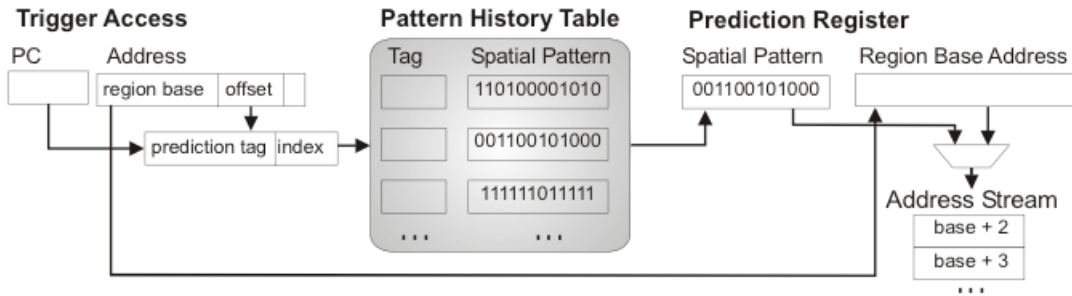 Trigger Access
Pattern History Table
Prediction Register
PC
Address
Tag
Spatial Pattern
Spatial Pattern
Region Base Address
region base
offset
110100001010
001100101000
prediction tag
index
001100101000
111111011111
...
...
Address Stream
base + 2
base + 3
...